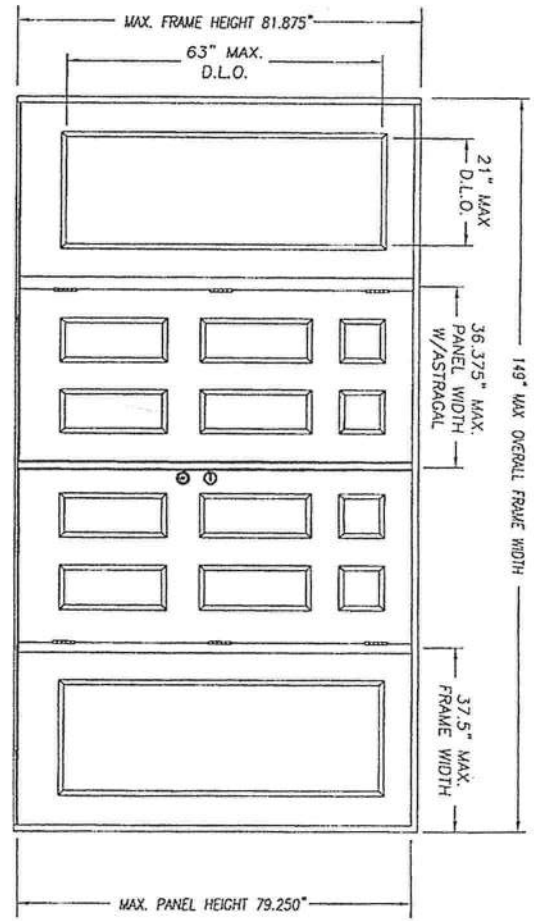 MAX. FRAME HEIGHT 81.875"
63" MAX.
D.L.O.
21" MAX
D.L.O.
36.375" MAX.
PANEL WIDTH
W/ASTRAGAL
149" MAX OVERALL FRAME WIDTH
37.5" MAX.
FRAME WIDTH
MAX. PANEL HEIGHT 79.250"